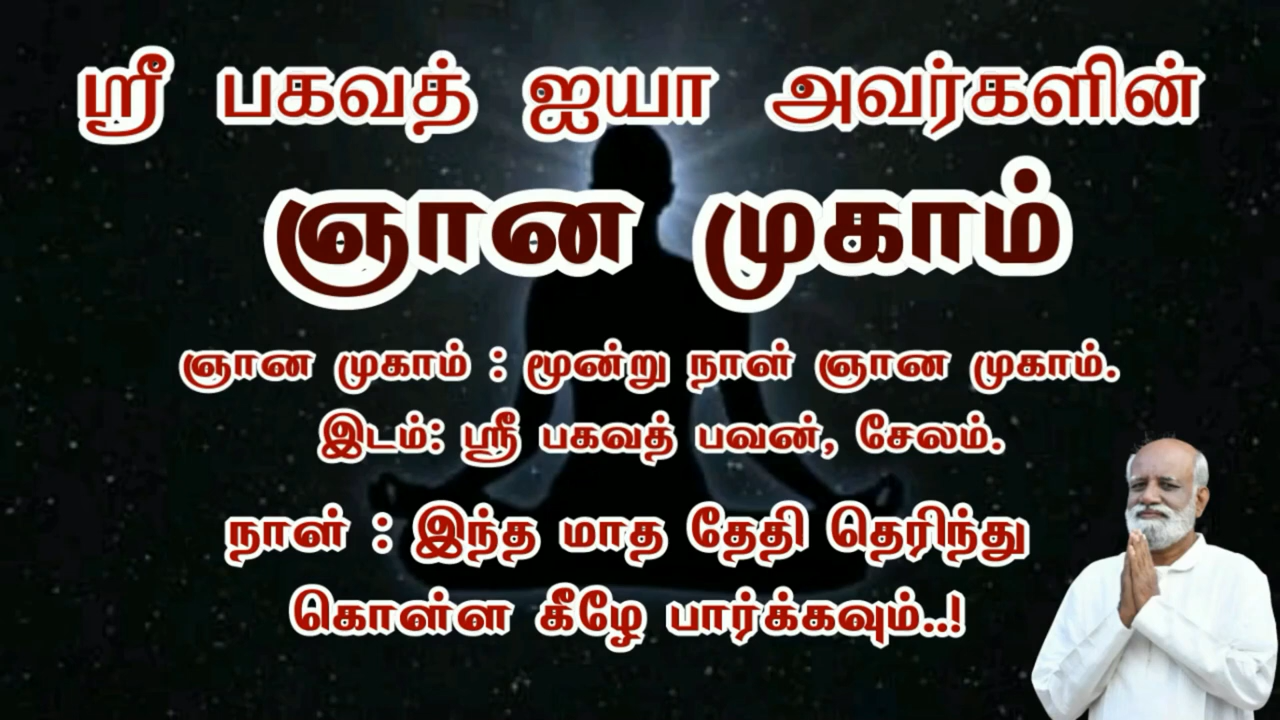 ஸ்ரீ பகவத் ஐயா அவர்களின்
ஞான முகாம்
ஞான முகாம் : மூன்று நாள் ஞான முகாம்.
இடம்: ஸ்ரீ பகவத் பவன், சேலம்.
நாள் : இந்த மாத தேதி தெரிந்து
கொள்ள கீழே பார்க்கவும்..!